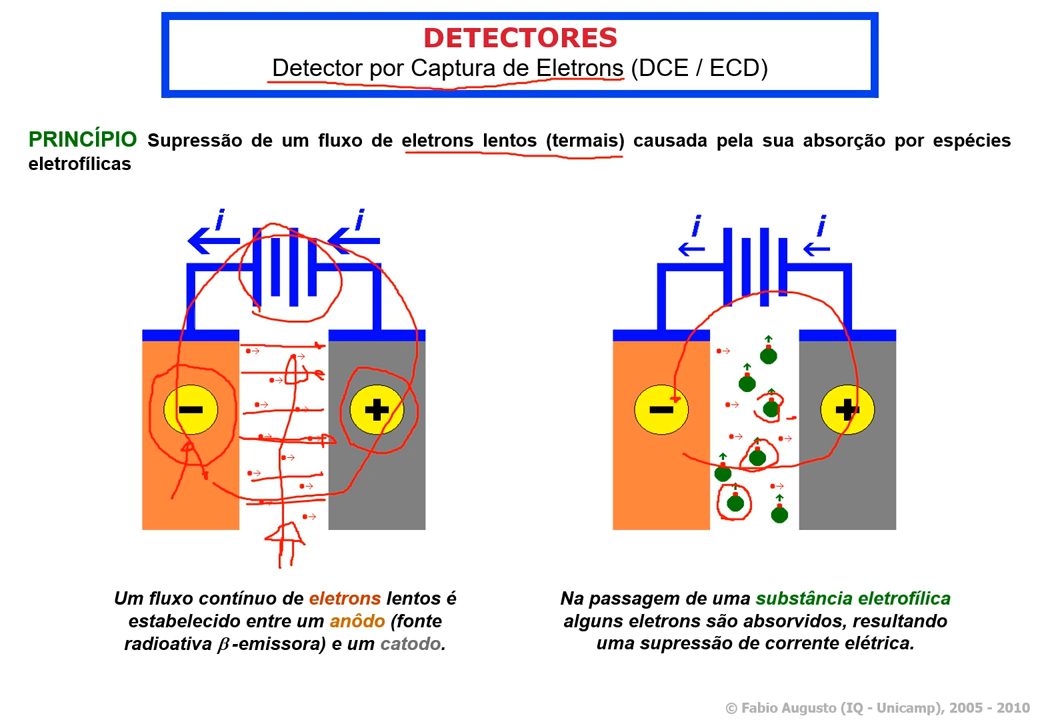 DETECTORES
Detector por Captura de Eletrons (DCE / ECD)
PRINCÍPIO Supressão de um fluxo de eletrons lentos (termais) causada pela sua absorção por espécies
eletrofílicas
i i
i i
− +
− +
Um fluxo contínuo de eletrons lentos é
estabelecido entre um anôdo (fonte
radioativa β-emissora) e um catodo.
Na passagem de uma substância eletrofílica
alguns eletrons são absorvidos, resultando
uma supressão de corrente elétrica.
© Fabio Augusto (IQ - Unicamp), 2005 - 2010